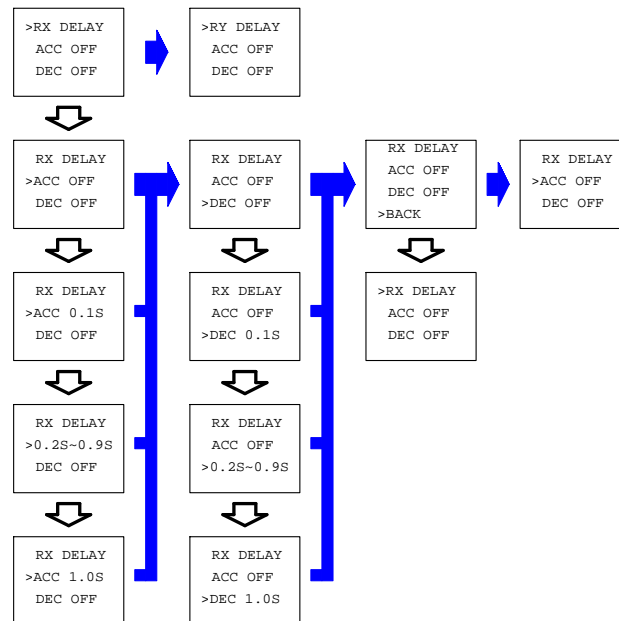 >RX DELAY
ACC OFF
DEC OFF
>RY DELAY
ACC OFF
DEC OFF
RX DELAY
>ACC OFF
DEC OFF
RX DELAY
ACC OFF
>DEC OFF
RX DELAY
ACC OFF
DEC OFF
>BACK
RX DELAY
>ACC OFF
DEC OFF
RX DELAY
>ACC 0.1S
DEC OFF
RX DELAY
ACC OFF
>DEC 0.1S
>RX DELAY
ACC OFF
DEC OFF
RX DELAY
>0.2S~0.9S
DEC OFF
RX DELAY
ACC OFF
>0.2S~0.9S
RX DELAY
>ACC 1.0S
DEC OFF
RX DELAY
ACC OFF
>DEC 1.0S